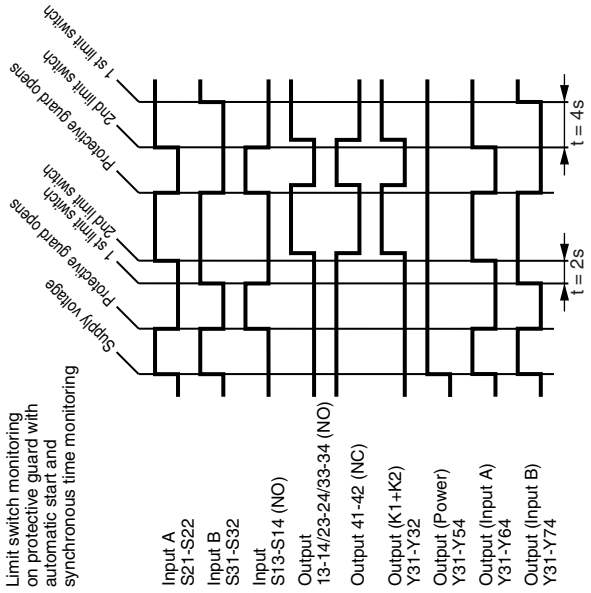 Limit switch monitoring
on protective guard with
automatic start and
synchronous time monitoring
Supply voltage
Protective guard opens
1 st limit switch
2nd limit switch
Protective guard opens
2nd limit switch
1 st limit switch
Input A
S21-S22
Input B
S31-S32
Input
S13-S14 (NO)
Output
13-14/23-24/33-34 (NO)
Output 41-42 (NC)
Output (K1+K2)
Y31-Y32
Output (Power)
Y31-Y54
Output (Input A)
Y31-Y64
Output (Input B)
Y31-Y74
t = 2s
t = 4s